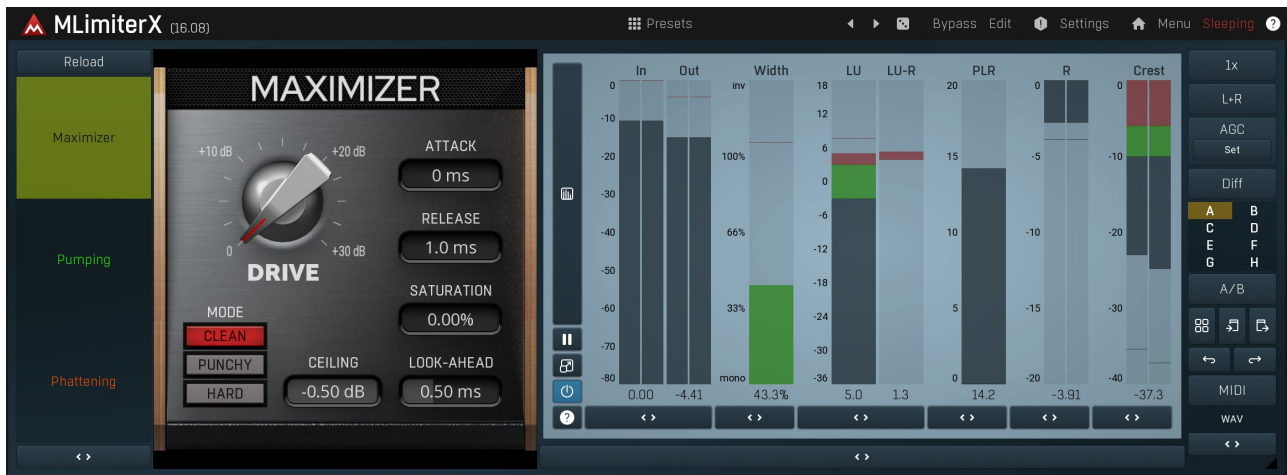 MLimiterX (16.08)
Presets
Bypass Edit Settings Menu Sleeping ?
Reload
Maximizer
Pumping
Phattening
MAXIMIZER
+10 dB +20 dB
0 +30 dB
DRIVE
ATTACK
0 ms
RELEASE
1.0 ms
SATURATION
0.00%
MODE
CLEAN
PUNCHY
HARD
CEILING
-0.50 dB
LOOK-AHEAD
0.50 ms
In Out Width LU LU-R PLR R Crest
0
-10
-20
-30
-40
-50
-60
-70
-80
inv
100%
66%
33%
mono
18
12
6
0
-6
-12
-18
-24
-30
-36
20
15
10
5
0
0
-5
-10
-15
-20
0
-10
-20
-30
-40
0.00 -4.41 43.3% 5.0 1.3 14.2 -3.91 -37.3
?
1x
L+R
AGC
Set
Diff
A B
C D
E F
G H
A/B
MIDI
WAV